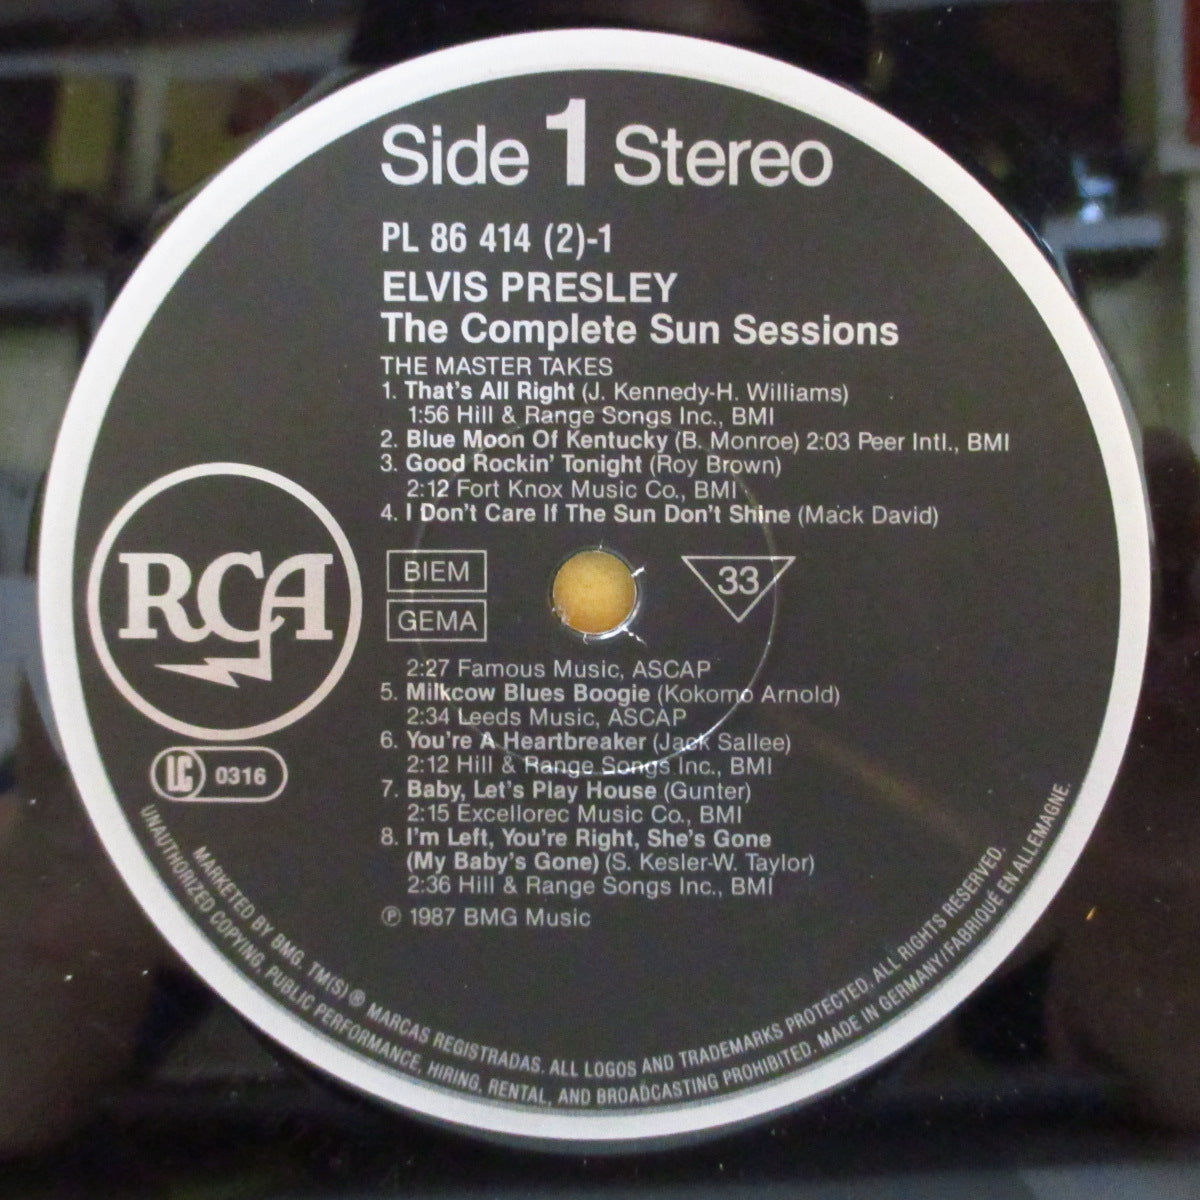 Side 1 Stereo
PL 86 414 (2)-1
ELVIS PRESLEY
The Complete Sun Sessions
THE MASTER TAKES
1. That's All Right (J. Kennedy-H. Williams)
1:56 Hill & Range Songs Inc., BMI
2. Blue Moon Of Kentucky (B. Monroe) 2:03 Peer Intl., BMI
3. Good Rockin' Tonight (Roy Brown)
2:12 Fort Knox Music Co., BMI
4. I Don't Care If The Sun Don't Shine (Mack David)
BIEM
GEMA
33
RCA
2:27 Famous Music, ASCAP
5. Milkcow Blues Boogie (Kokomo Arnold)
2:34 Leeds Music, ASCAP
6. You're A Heartbreaker (Jack Sallee)
2:12 Hill & Range Songs Inc., BMI
7. Baby, Let's Play House (Gunter)
2:15 Excellorec Music Co., BMI
8. I'm Left, You're Right, She's Gone
(My Baby's Gone) (S. Kesler-W. Taylor)
2:36 Hill & Range Songs Inc., BMI
℗ 1987 BMG Music
LC 0316
MARKETED BY BMG. TM(S) ® MARCAS REGISTRADAS. ALL LOGOS AND TRADEMARKS PROTECTED. ALL RIGHTS RESERVED.
UNAUTHORIZED COPYING, PUBLIC PERFORMANCE, HIRING, RENTAL, AND BROADCASTING PROHIBITED. MADE IN GERMANY/FABRIQUÉ EN ALLEMAGNE.